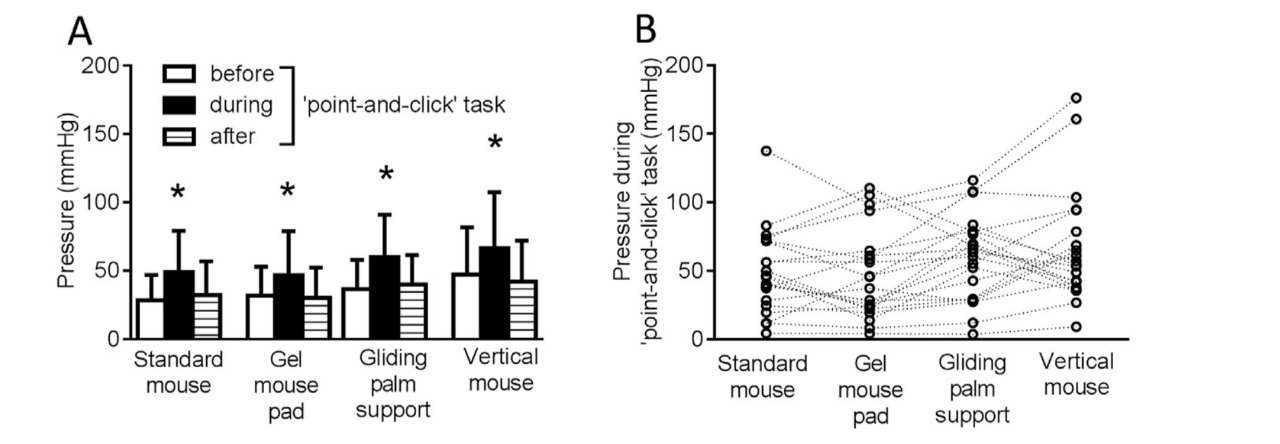 A
Pressure (mmHg)
200
150
100
50
0
before
during
after
'point-and-click' task
*
*
*
*
Standard
mouse
Gel
mouse
pad
Gliding
palm
support
Vertical
mouse
B
Pressure during
'point-and-click' task (mmHg)
200
150
100
50
0
Standard
mouse
Gel
mouse
pad
Gliding
palm
support
Vertical
mouse